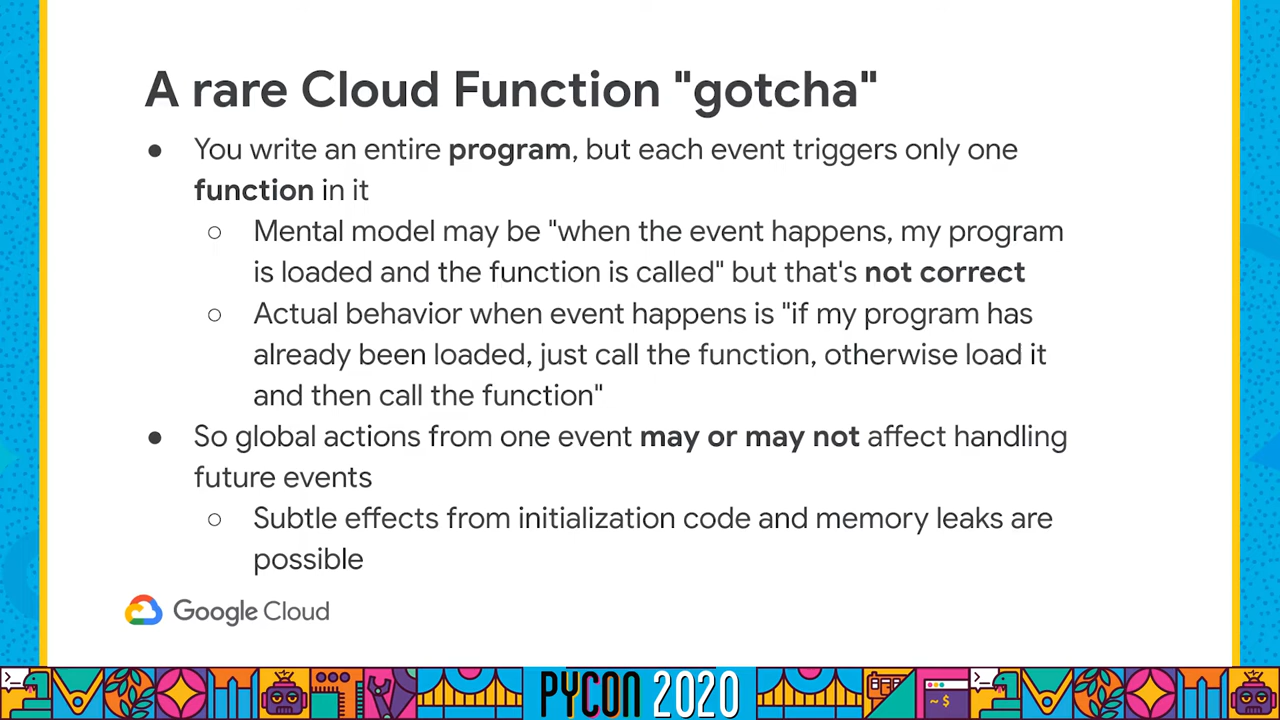 A rare Cloud Function "gotcha"
● You write an entire program, but each event triggers only one
function in it
○ Mental model may be "when the event happens, my program
is loaded and the function is called" but that's not correct
○ Actual behavior when event happens is "if my program has
already been loaded, just call the function, otherwise load it
and then call the function"
● So global actions from one event may or may not affect handling
future events
○ Subtle effects from initialization code and memory leaks are
possible
Google Cloud
PYCON 2020
~$